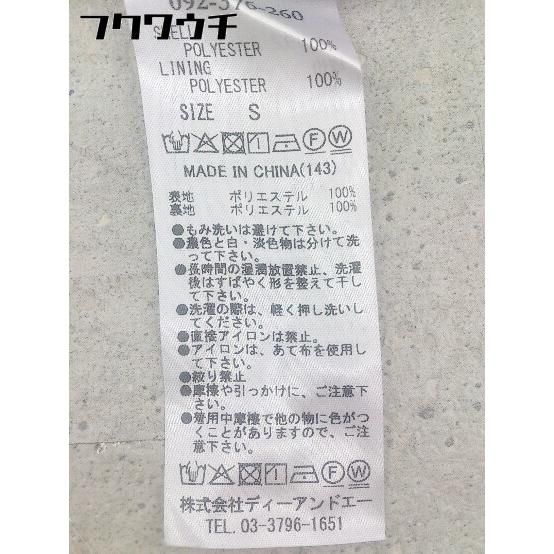 フクワウチ
092-376-260
SHELL
POLYESTER 100%
LINING
POLYESTER 100%
SIZE S
MADE IN CHINA(143)
表地 ポリエステル 100%
裏地 ポリエステル 100%
●もみ洗いは避けて下さい。
●濃色と白・淡色物は分けて洗
って下さい。
●長時間の湿潤放置禁止、洗濯
後はすばやく形を整えて干し
て下さい。
●洗濯の際は、軽く押し洗いし
てください。
●直接アイロンは禁止。
●アイロンは、あて布を使用し
て下さい。
●絞り禁止
●摩擦や引っかけに、ご注意下
さい。
●着用中摩擦で他の物に色がつ
くことがありますので、ご注
意下さい。
株式会社ディーアンドエー
TEL. 03-3796-1651